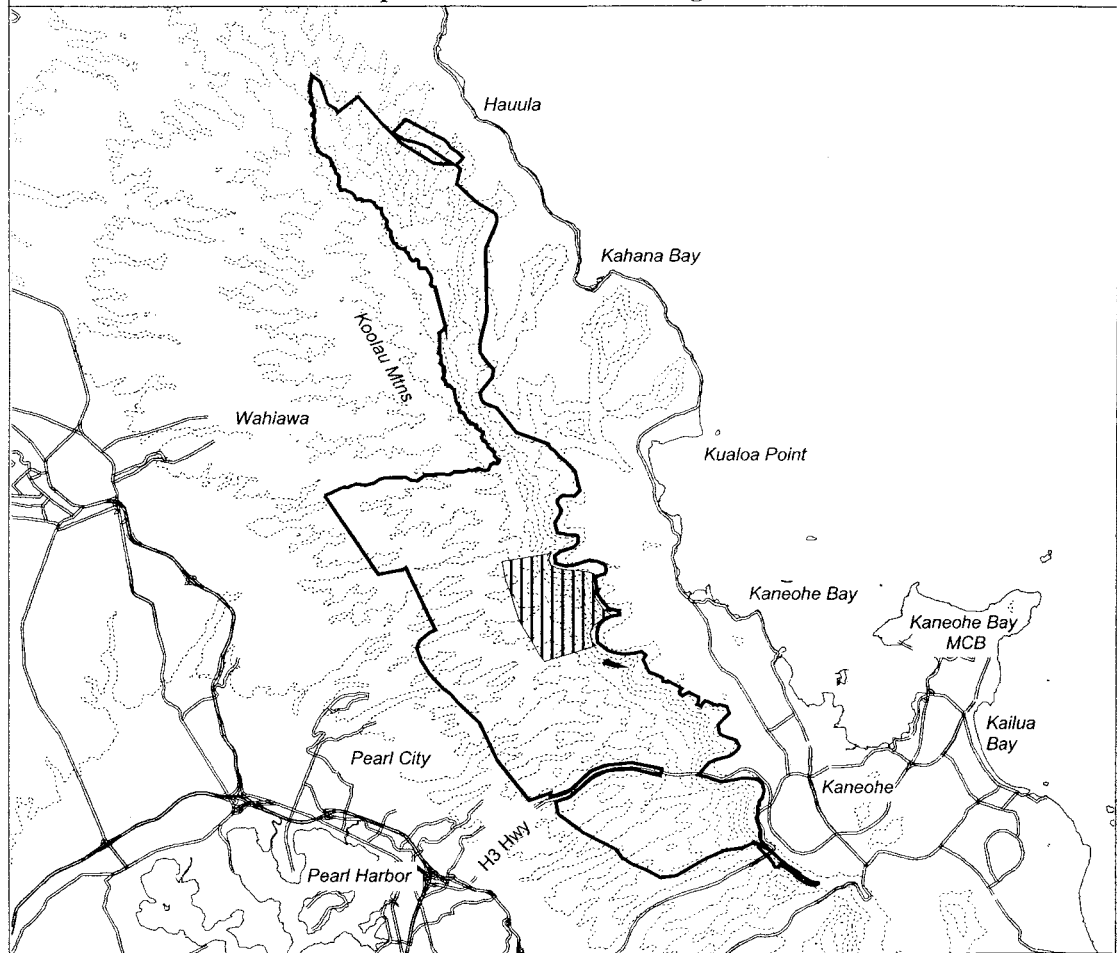 Hauula
Kahana Bay
Koolau Mtns.
Wahiawa
Kualoa Point
Kaneohe Bay
Kaneohe Bay
MCB
Kailua
Bay
Pearl City
Kaneohe
H3 Hwy
Pearl Harbor